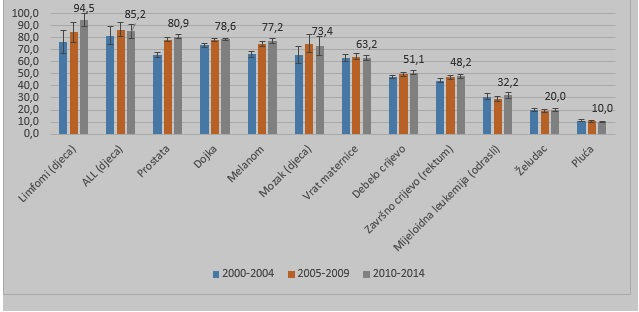 100,0
90,0
80,0
70,0
60,0
50,0
40,0
30,0
20,0
10,0
0,0
94,5
85,2
80,9
78,6
77,2
73,4
63,2
51,1
48,2
32,2
20,0
10,0
Limfomi (djeca)
ALL (djeca)
Prostata
Dojka
Melanom
Mozak (djeca)
Vrat maternice
Debelo crijevo
Završno crijevo (rektum)
Mijeloidna leukemija (odrasli)
Želudac
Pluća
2000-2004
2005-2009
2010-2014